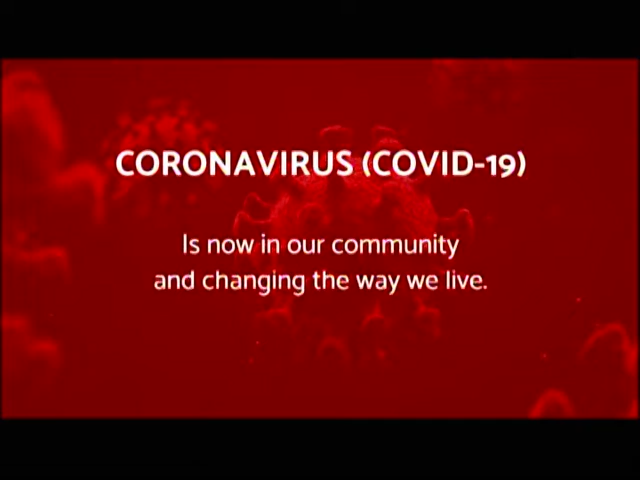 CORONAVIRUS (COVID-19)
Is now in our community
and changing the way we live.